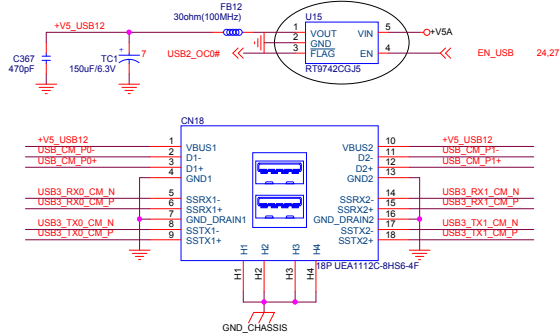 FB12
30ohm(100MHz)
U15
+V5_USB12
1 VOUT VIN 5 +V5A
2 GND
3 FLAG EN 4
USB2_OC0#
EN_USB 24,27
RT9742CGJ5
C367
470pF
TC1 7
150uF/6.3V
CN18
+V5_USB12 1 VBUS1 VBUS2 10 +V5_USB12
USB_CM_P0- 2 D1- D2- 11 USB_CM_P1-
USB_CM_P0+ 3 D1+ D2+ 12 USB_CM_P1+
4 GND1 GND2 13
USB3_RX0_CM_N 5 SSRX1- SSRX2- 14 USB3_RX1_CM_N
USB3_RX0_CM_P 6 SSRX1+ SSRX2+ 15 USB3_RX1_CM_P
7 GND_DRAIN1 GND_DRAIN2 16
USB3_TX0_CM_N 8 SSTX1- SSTX2- 17 USB3_TX1_CM_N
USB3_TX0_CM_P 9 SSTX1+ SSTX2+ 18 USB3_TX1_CM_P
H1 H2 H3 H4
18P UEA1112C-8HS6-4F
H1 H2 H3 H4
GND_CHASSIS